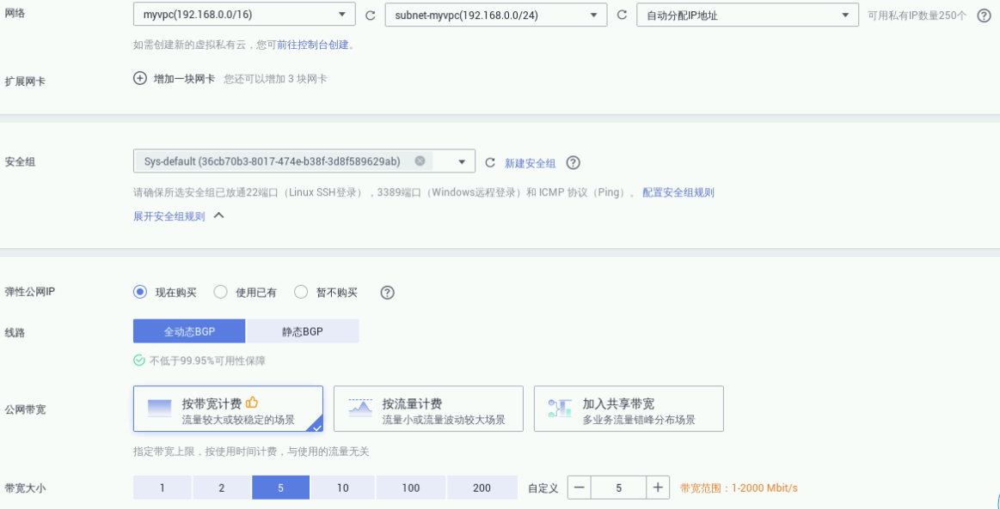 网络 myvpc(192.168.0.0/16) subnet-myvpc(192.168.0.0/24) 自动分配IP地址 可用私有IP数量250个
如需创建新的虚拟私有云，您可前往控制台创建。
扩展网卡 增加一块网卡 您还可以增加 3 块网卡
安全组 Sys-default (36cb70b3-8017-474e-b38f-3d8f589629ab) 新建安全组
请确保所选安全组已放通22端口（Linux SSH登录），3389端口（Windows远程登录）和 ICMP 协议（Ping）。 配置安全组规则
展开安全组规则
弹性公网IP 现在购买 使用已有 暂不购买
线路 全动态BGP 静态BGP
不低于99.95%可用性保障
公网带宽 按带宽计费 按流量计费 加入共享带宽
流量较大或较稳定的场景 流量小或流量波动较大场景 多业务流量错峰分布场景
指定带宽上限，按使用时间计费，与使用的流量无关
带宽大小 1 2 5 10 100 200 自定义 5 带宽范围：1-2000 Mbit/s